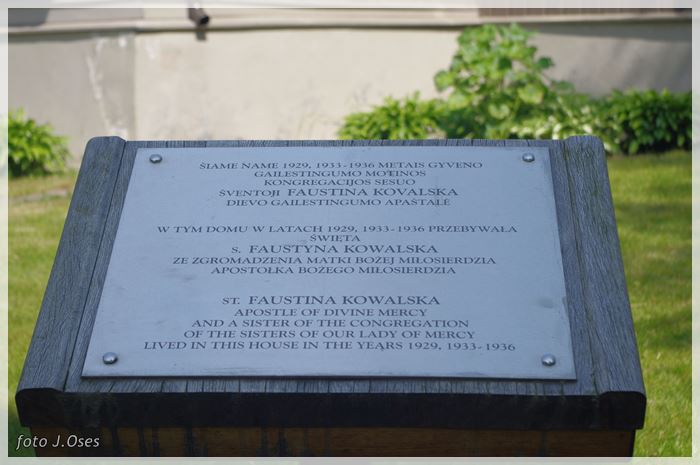 ŠIAME NAME 1929, 1933-1936 METAIS GYVENO
GAILESTINGUMO MOTINOS
KONGREGACIJOS SESUO
ŠVENTOJI FAUSTINA KOVALSKA
DIEVO GAILESTINGUMO APAŠTALĖ
W TYM DOMU W LATACH 1929, 1933-1936 PRZEBYWAŁA
ŚWIĘTA
S. FAUSTYNA KOWALSKA
ZE ZGROMADZENIA MATKI BOŻEJ MIŁOSIERDZIA
APOSTOŁKA BOŻEGO MIŁOSIERDZIA
ST. FAUSTINA KOWALSKA
APOSTLE OF DIVINE MERCY
AND A SISTER OF THE CONGREGATION
OF THE SISTERS OF OUR LADY OF MERCY
LIVED IN THIS HOUSE IN THE YEARS 1929, 1933-1936
foto J.Oses